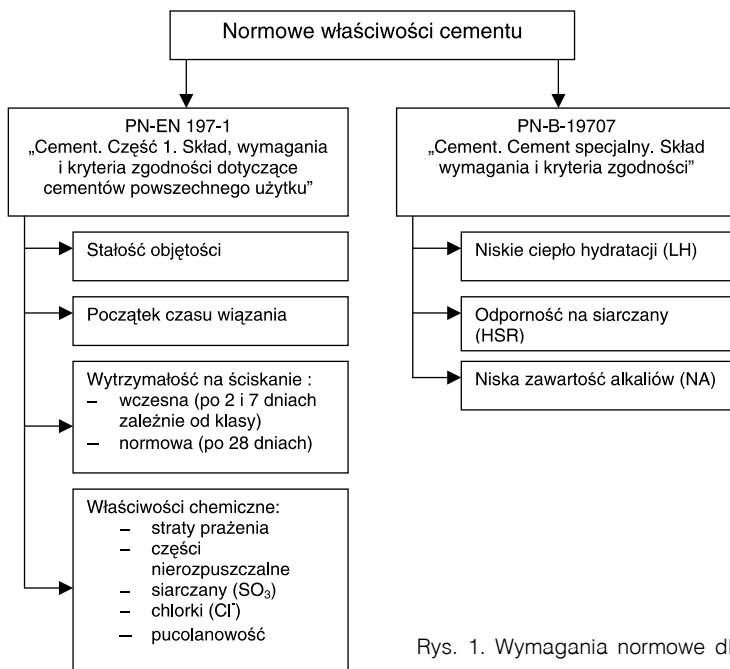 Normowe właściwości cementu
PN-EN 197-1
„Cement. Część 1. Skład, wymagania
i kryteria zgodności dotyczące
cementów powszechnego użytku”
Stałość objętości
Początek czasu wiązania
Wytrzymałość na ściskanie :
– wczesna (po 2 i 7 dniach
zależnie od klasy)
– normowa (po 28 dniach)
Właściwości chemiczne:
– straty prażenia
– części
nierozpuszczalne
– siarczany (SO₃)
– chlorki (Cl⁻)
– pucolanowość
PN-B-19707
„Cement. Cement specjalny. Skład
wymagania i kryteria zgodności”
Niskie ciepło hydratacji (LH)
Odporność na siarczany
(HSR)
Niska zawartość alkaliów (NA)
Rys. 1. Wymagania normowe dl